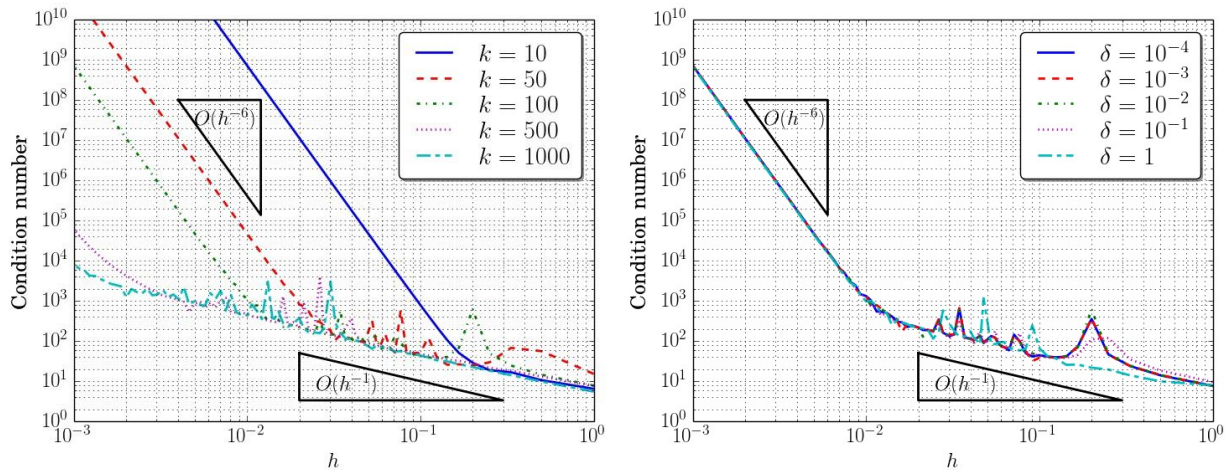 Condition number
10^10
10^9
10^8
10^7
10^6
10^5
10^4
10^3
10^2
10^1
10^0
10^-3
10^-2
10^-1
10^0
h
k = 10
k = 50
k = 100
k = 500
k = 1000
O(h^-6)
O(h^-1)
Condition number
10^10
10^9
10^8
10^7
10^6
10^5
10^4
10^3
10^2
10^1
10^0
10^-3
10^-2
10^-1
10^0
h
δ = 10^-4
δ = 10^-3
δ = 10^-2
δ = 10^-1
δ = 1
O(h^-6)
O(h^-1)